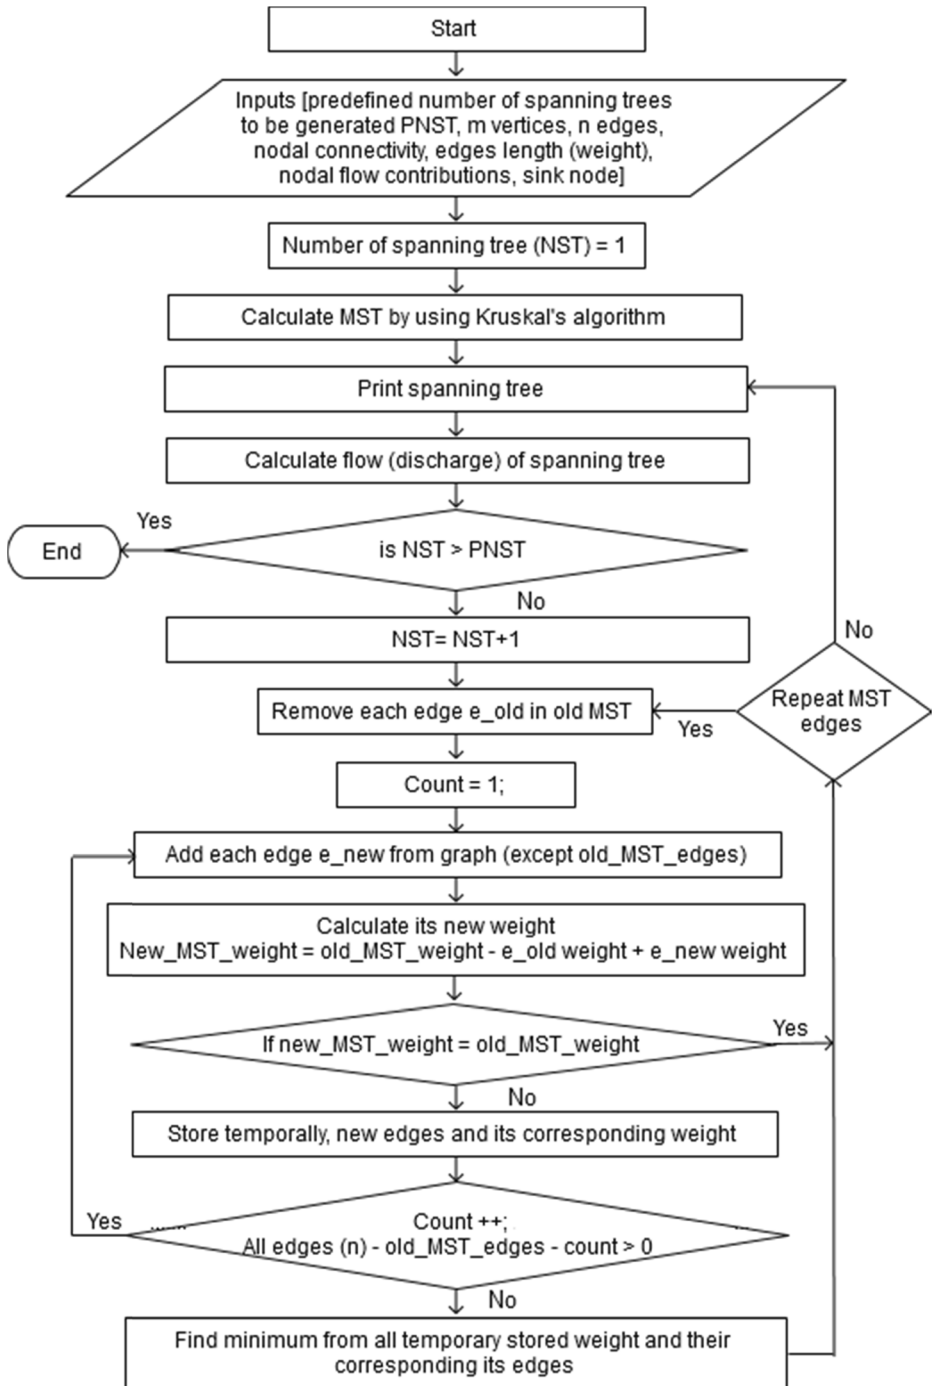 Start
Inputs [predefined number of spanning trees
to be generated PNST, m vertices, n edges,
nodal connectivity, edges length (weight),
nodal flow contributions, sink node]
Number of spanning tree (NST) = 1
Calculate MST by using Kruskal's algorithm
Print spanning tree
Calculate flow (discharge) of spanning tree
Yes
End
is NST > PNST
No
NST= NST+1
No
Repeat MST
edges
Yes
Remove each edge e_old in old MST
Count = 1;
Add each edge e_new from graph (except old_MST_edges)
Calculate its new weight
New_MST_weight = old_MST_weight - e_old weight + e_new weight
If new_MST_weight = old_MST_weight
Yes
No
Store temporally, new edges and its corresponding weight
Yes
Count ++;
All edges (n) - old_MST_edges - count > 0
No
Find minimum from all temporary stored weight and their
corresponding its edges